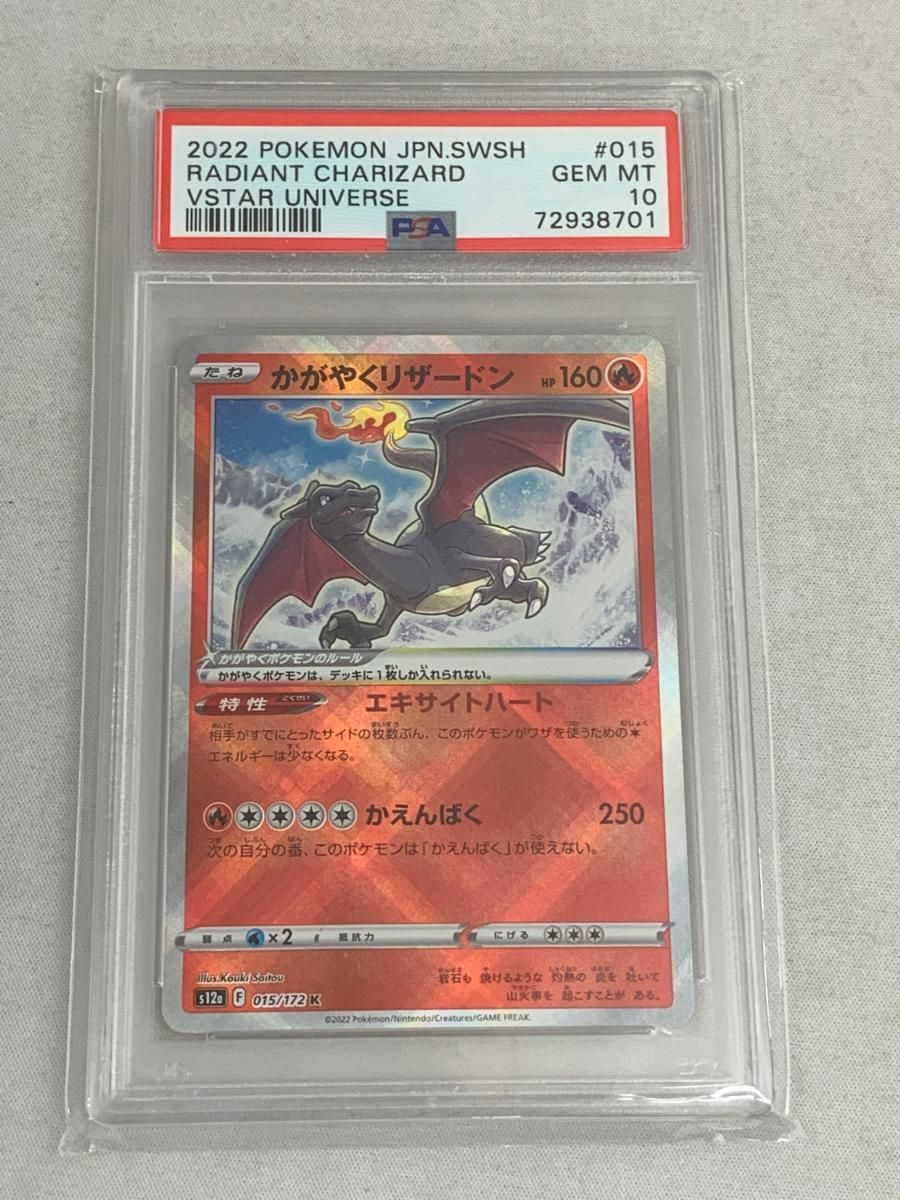 2022 POKEMON JPN.SWSH #015
RADIANT CHARIZARD GEM MT
VSTAR UNIVERSE 10
PSA 72938701
たね かがやくリザードン HP 160
かがやくポケモンのルール
かがやくポケモンは、デッキに1枚しか入れられない。
特性 とくせい エキサイトハート
相手がすでにとったサイドの枚数ぶん、このポケモンがワザを使うための
エネルギーは少なくなる。
かえんばく 250
次の自分の番、このポケモンは「かえんばく」が使えない。
弱点 ×2 抵抗力 にげる
Illus.Kouki Saitou
岩石も 焼けるような 灼熱の 炎を 吐いて
山火事を 起こすことが ある。
s12a F 015/172 K
©2022 Pokémon/Nintendo/Creatures/GAME FREAK.